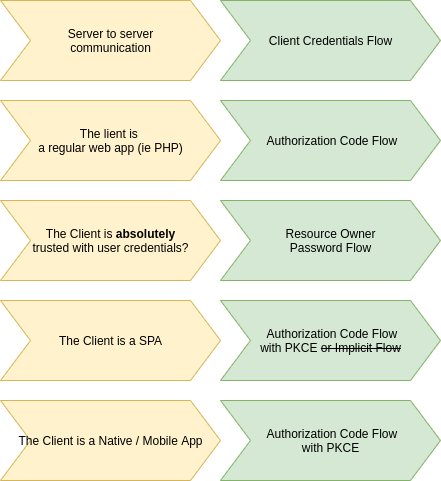 Server to server
communication
Client Credentials Flow
The lient is
a regular web app (ie PHP)
Authorization Code Flow
The Client is absolutely
trusted with user credentials?
Resource Owner
Password Flow
The Client is a SPA
Authorization Code Flow
with PKCE or Implicit Flow
The Client is a Native / Mobile App
Authorization Code Flow
with PKCE